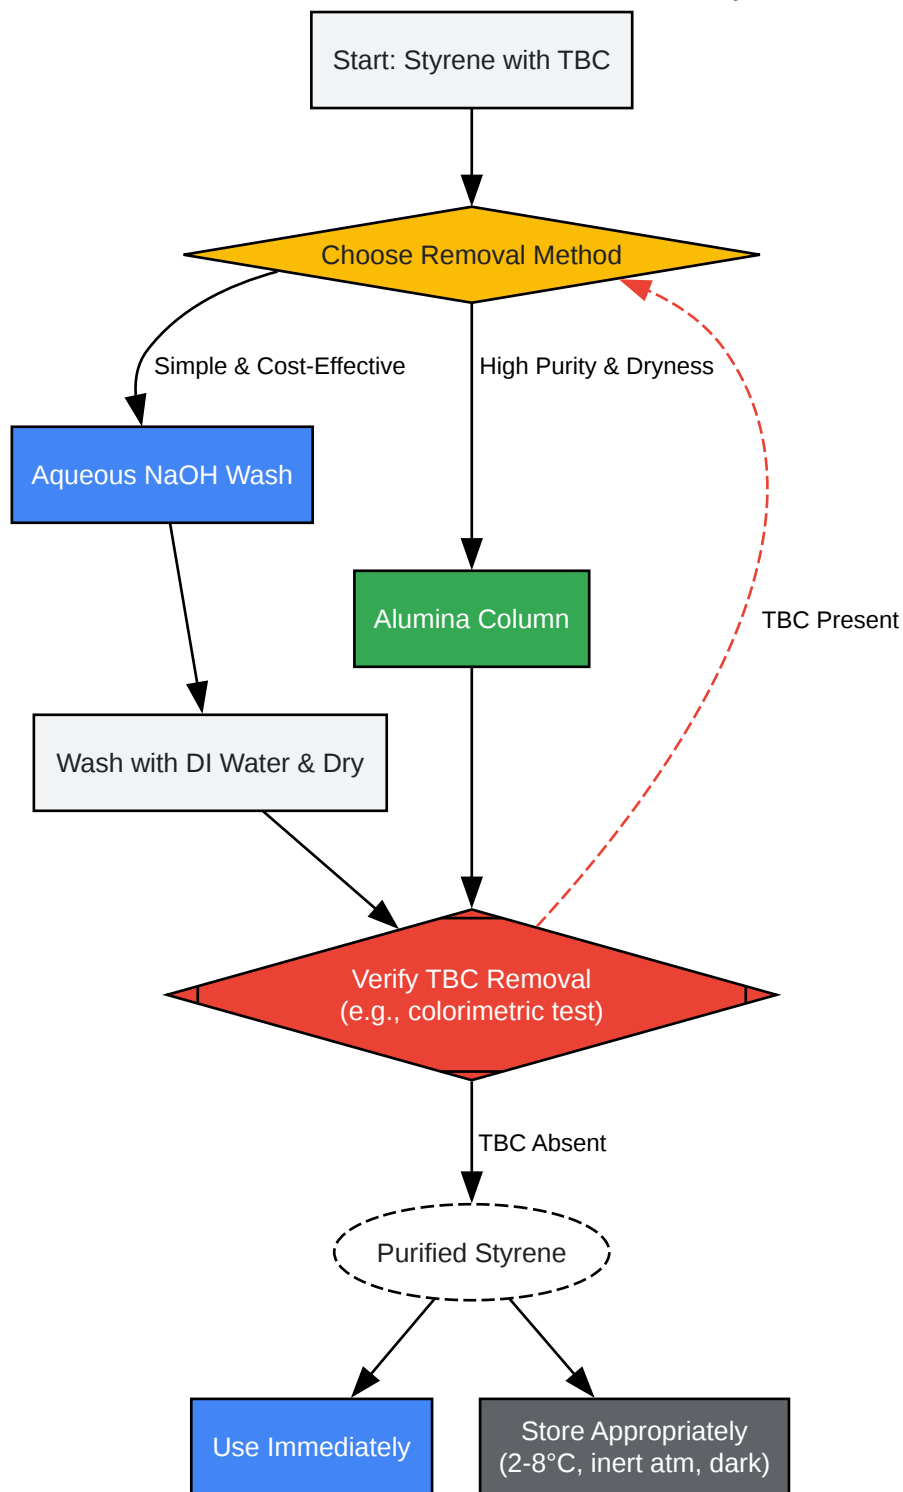 Start: Styrene with TBC
Choose Removal Method
Simple & Cost-Effective
High Purity & Dryness
Aqueous NaOH Wash
Alumina Column
TBC Present
Wash with DI Water & Dry
Verify TBC Removal
(e.g., colorimetric test)
TBC Absent
Purified Styrene
Use Immediately
Store Appropriately
(2-8°C, inert atm, dark)